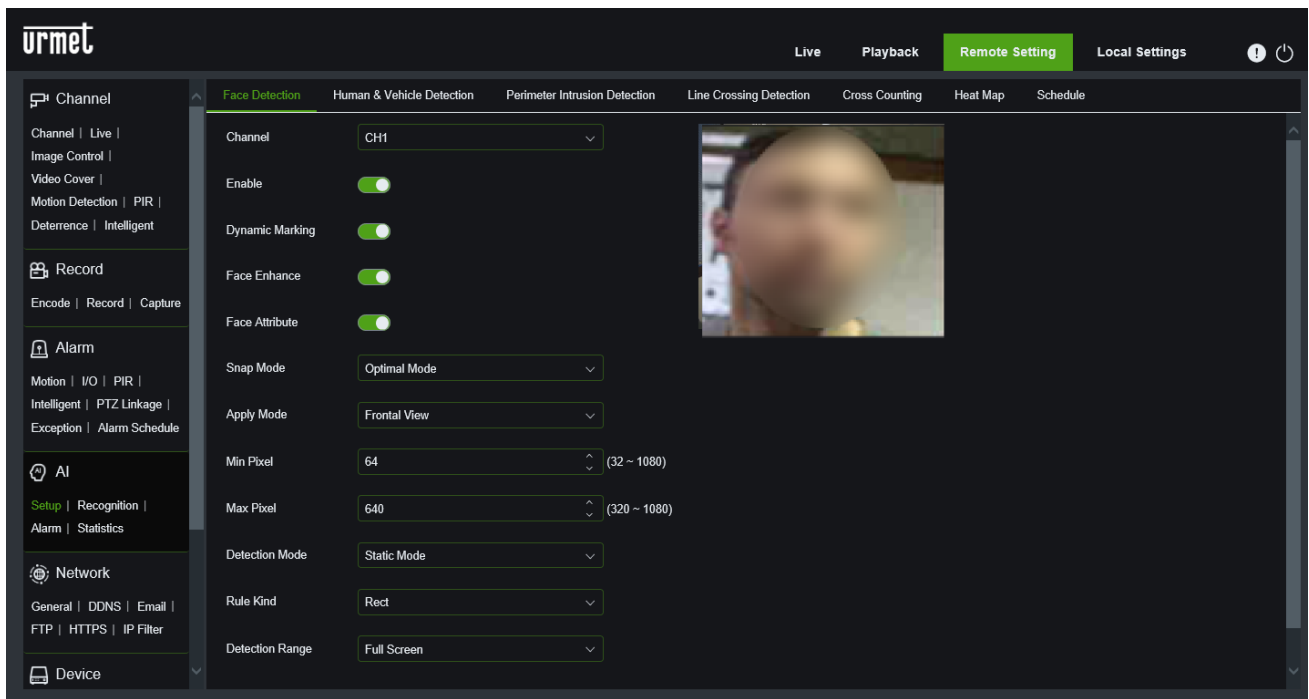 urmet
Live Playback Remote Setting Local Settings
Channel
Channel | Live |
Image Control |
Video Cover |
Motion Detection | PIR |
Deterrence | Intelligent
Record
Encode | Record | Capture
Alarm
Motion | I/O | PIR |
Intelligent | PTZ Linkage |
Exception | Alarm Schedule
AI
AI
Setup | Recognition |
Alarm | Statistics
Network
General | DDNS | Email |
FTP | HTTPS | IP Filter
Device
Face Detection Human & Vehicle Detection Perimeter Intrusion Detection Line Crossing Detection Cross Counting Heat Map Schedule
Channel CH1
Enable
Dynamic Marking
Face Enhance
Face Attribute
Snap Mode Optimal Mode
Apply Mode Frontal View
Min Pixel 64 (32 ~ 1080)
Max Pixel 640 (320 ~ 1080)
Detection Mode Static Mode
Rule Kind Rect
Detection Range Full Screen